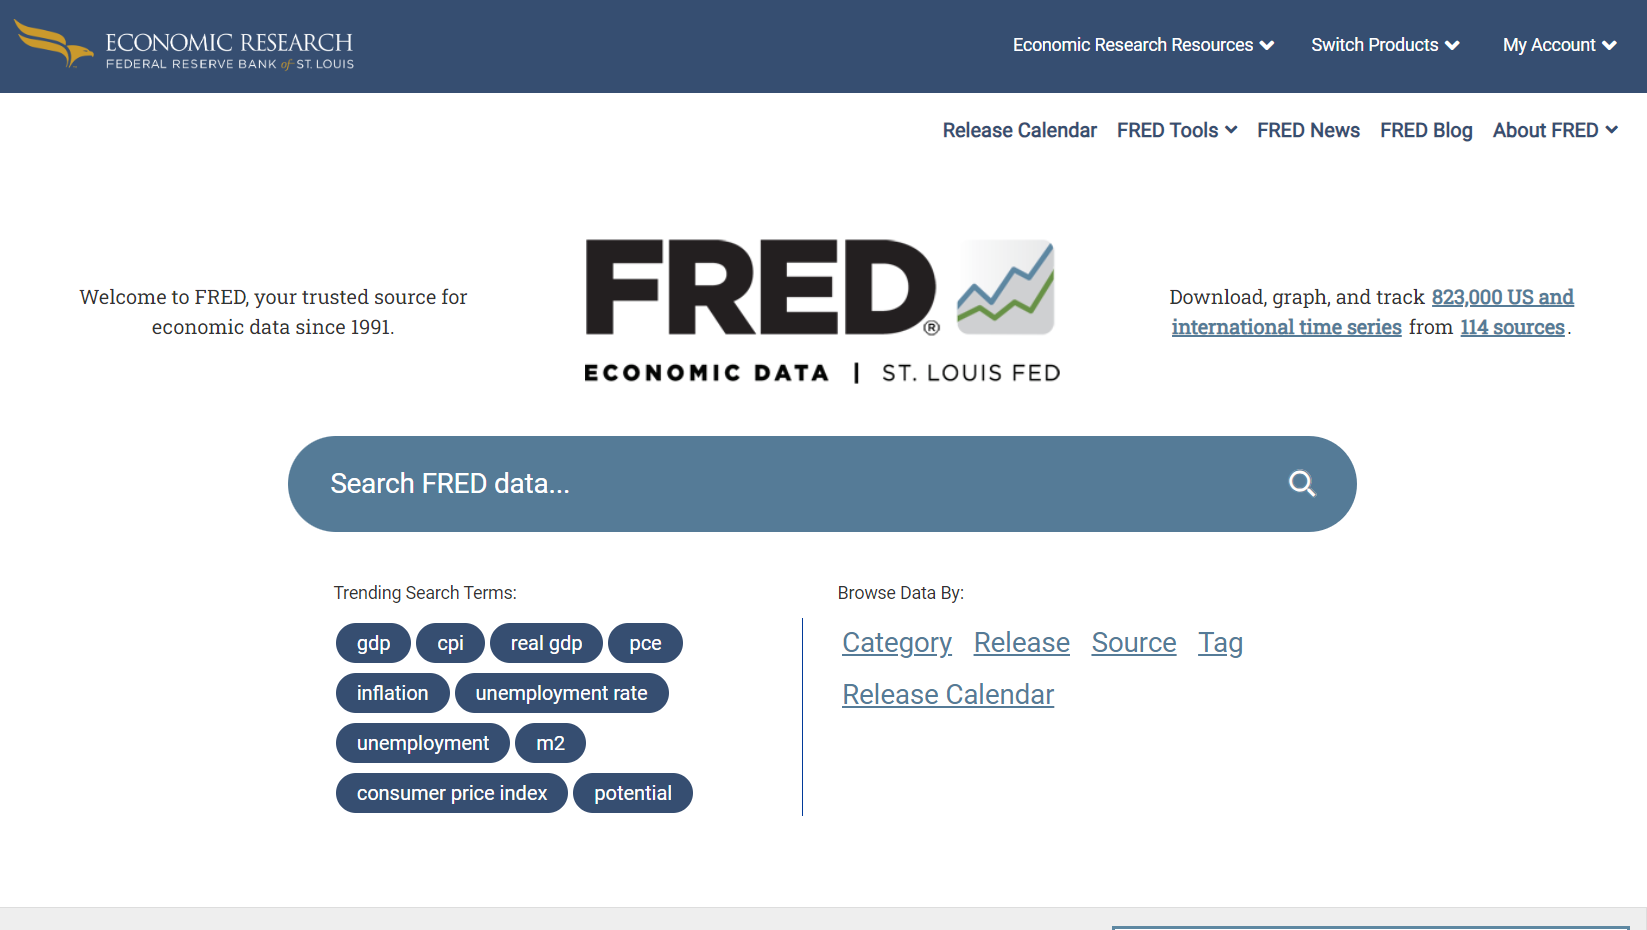 ECONOMIC RESEARCH
FEDERAL RESERVE BANK of ST. LOUIS
Economic Research Resources
Switch Products
My Account
Release Calendar
FRED Tools
FRED News
FRED Blog
About FRED
Welcome to FRED, your trusted source for
economic data since 1991.
FRED®
ECONOMIC DATA | ST. LOUIS FED
Download, graph, and track 823,000 US and
international time series from 114 sources.
Search FRED data...
Trending Search Terms:
gdp
cpi
real gdp
pce
inflation
unemployment rate
unemployment
m2
consumer price index
potential
Browse Data By:
Category
Release
Source
Tag
Release Calendar